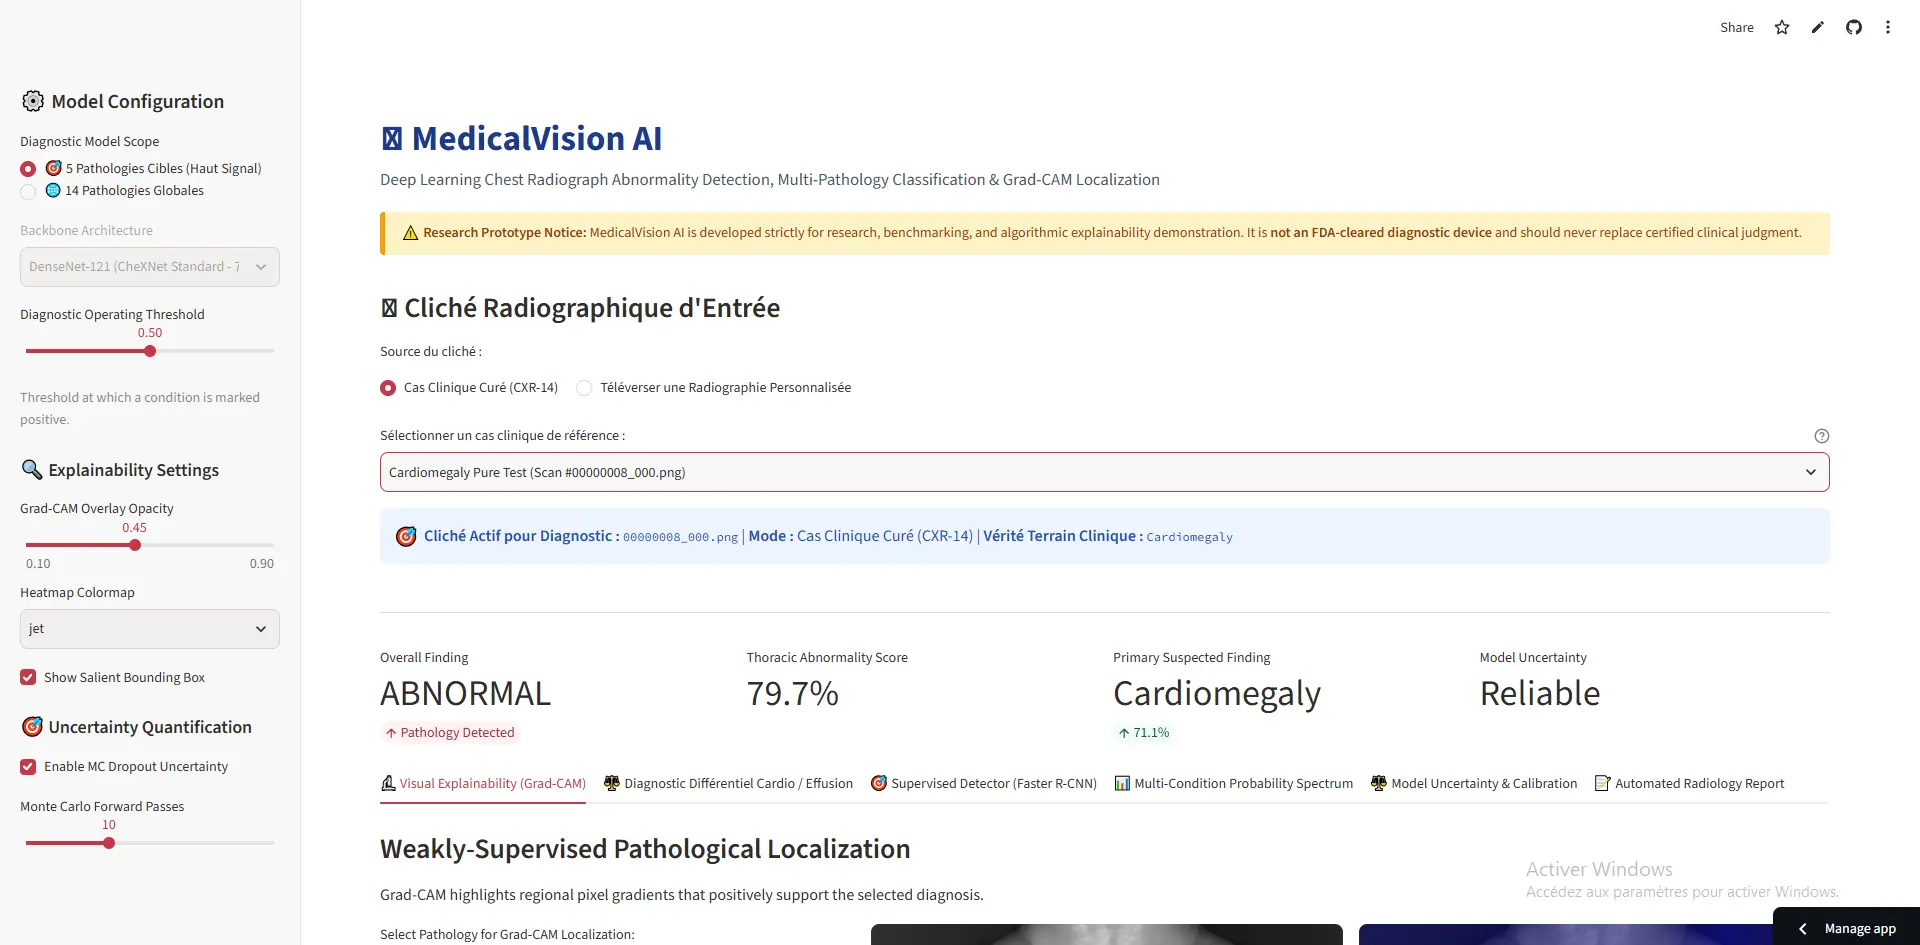 Share
Model Configuration
Diagnostic Model Scope
5 Pathologies Cibles (Haut Signal)
14 Pathologies Globales
Backbone Architecture
DenseNet-121 (CheXNet Standard - 7
Diagnostic Operating Threshold
0.50
Threshold at which a condition is marked
positive.
Explainability Settings
Grad-CAM Overlay Opacity
0.45
0.10 0.90
Heatmap Colormap
jet
Show Salient Bounding Box
Uncertainty Quantification
Enable MC Dropout Uncertainty
Monte Carlo Forward Passes
10
MedicalVision AI
Deep Learning Chest Radiograph Abnormality Detection, Multi-Pathology Classification & Grad-CAM Localization
Research Prototype Notice: MedicalVision AI is developed strictly for research, benchmarking, and algorithmic explainability demonstration. It is not an FDA-cleared diagnostic device and should never replace certified clinical judgment.
Cliché Radiographique d'Entrée
Source du cliché :
Cas Clinique Curé (CXR-14) Téléverser une Radiographie Personnalisée
Sélectionner un cas clinique de référence :
Cardiomegaly Pure Test (Scan #00000008_000.png)
Cliché Actif pour Diagnostic : 00000008_000.png | Mode : Cas Clinique Curé (CXR-14) | Vérité Terrain Clinique : Cardiomegaly
Overall Finding Thoracic Abnormality Score Primary Suspected Finding Model Uncertainty
ABNORMAL 79.7% Cardiomegaly Reliable
↑ Pathology Detected ↑ 71.1%
Visual Explainability (Grad-CAM) Diagnostic Différentiel Cardio / Effusion Supervised Detector (Faster R-CNN) Multi-Condition Probability Spectrum Model Uncertainty & Calibration Automated Radiology Report
Weakly-Supervised Pathological Localization
Grad-CAM highlights regional pixel gradients that positively support the selected diagnosis.
Select Pathology for Grad-CAM Localization:
Activer Windows
Accédez aux paramètres pour activer Windows.
Manage app